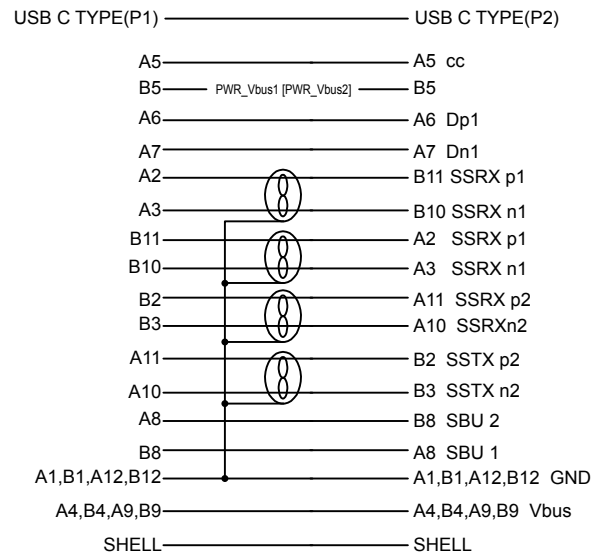 USB C TYPE(P1) USB C TYPE(P2)
A5 A5 cc
B5 PWR_Vbus1 [PWR_Vbus2] B5
A6 A6 Dp1
A7 A7 Dn1
A2 B11 SSRX p1
A3 B10 SSRX n1
B11 A2 SSRX p1
B10 A3 SSRX n1
B2 A11 SSRX p2
B3 A10 SSRXn2
A11 B2 SSTX p2
A10 B3 SSTX n2
A8 B8 SBU 2
B8 A8 SBU 1
A1,B1,A12,B12 A1,B1,A12,B12 GND
A4,B4,A9,B9 A4,B4,A9,B9 Vbus
SHELL SHELL